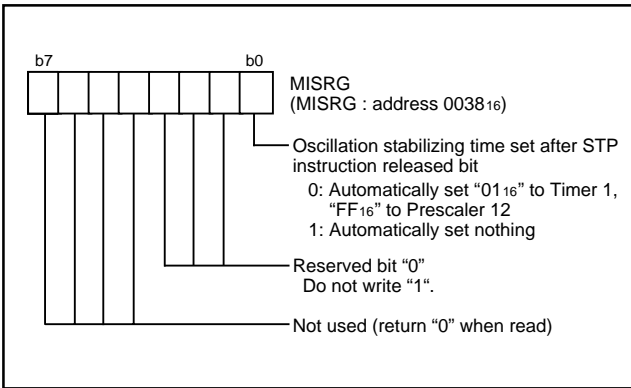 b7 b0
MISRG
(MISRG : address 003816)
Oscillation stabilizing time set after STP
instruction released bit
0: Automatically set “0116” to Timer 1,
“FF16” to Prescaler 12
1: Automatically set nothing
Reserved bit “0”
Do not write “1“.
Not used (return “0” when read)